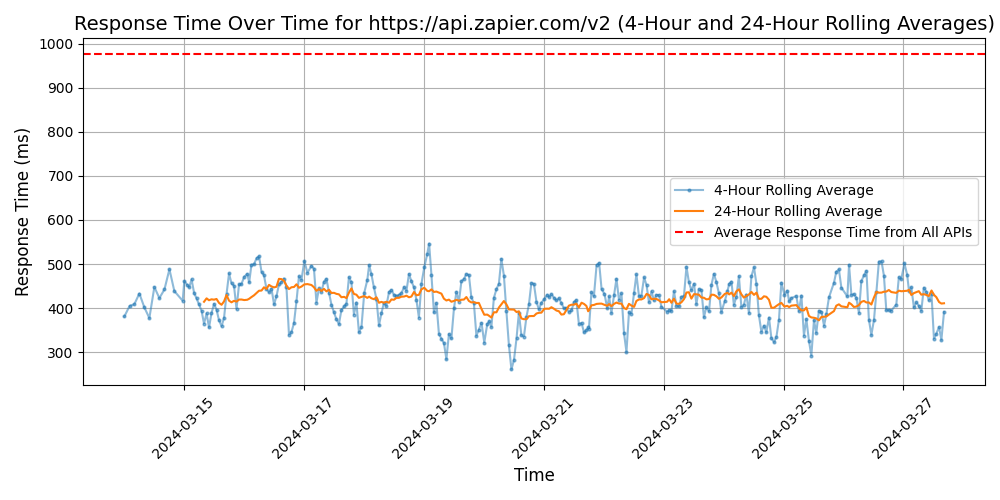 Response Time Over Time for https://api.zapier.com/v2 (4-Hour and 24-Hour Rolling Averages)
1000
900
800
700
600
500
400
300
Response Time (ms)
4-Hour Rolling Average
24-Hour Rolling Average
Average Response Time from All APIs
2024-03-15
2024-03-17
2024-03-19
2024-03-21
2024-03-23
2024-03-25
2024-03-27
Time